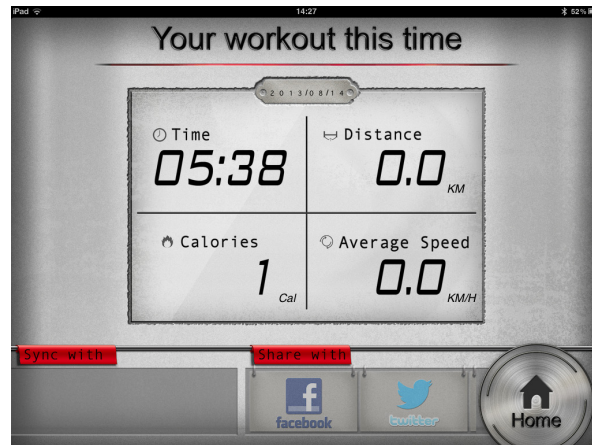 iPad 14:27 52%
Your workout this time
2013/08/14
Time
05:38
Distance
0.0 KM
Calories
1 Cal
Average Speed
0.0 KM/H
Sync with
Share with
facebook
twitter
Home